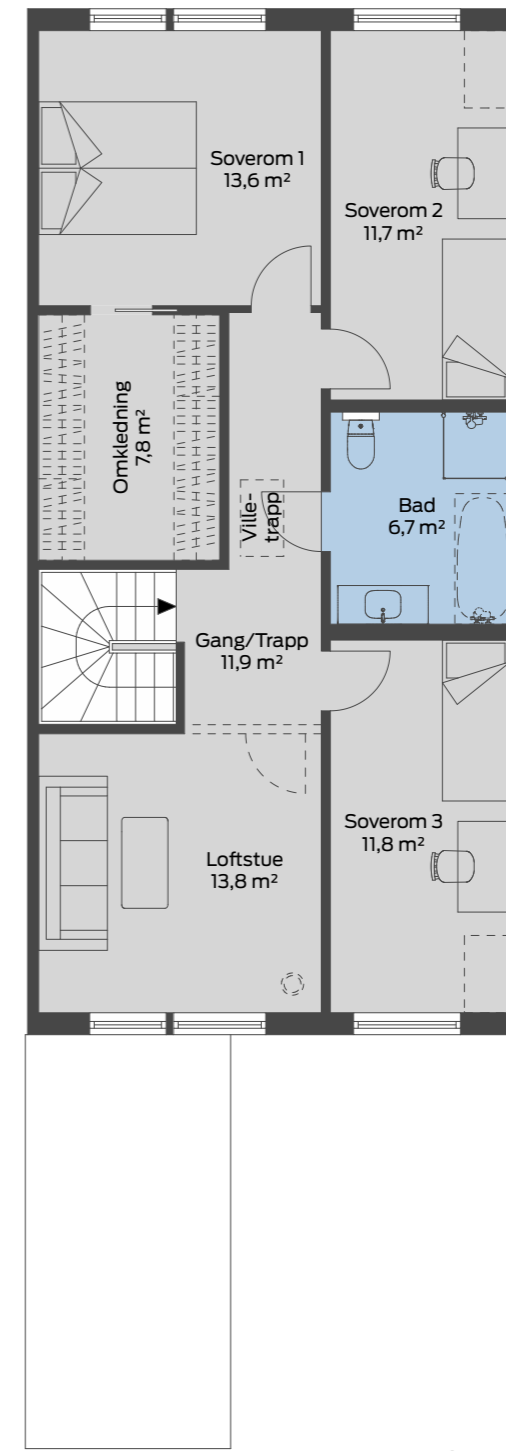 Soverom 1
13,6 m²
Soverom 2
11,7 m²
Omkledning
7,8 m²
Ville-
trapp
Bad
6,7 m²
Gang/Trapp
11,9 m²
Soverom 3
11,8 m²
Loftstue
13,8 m²